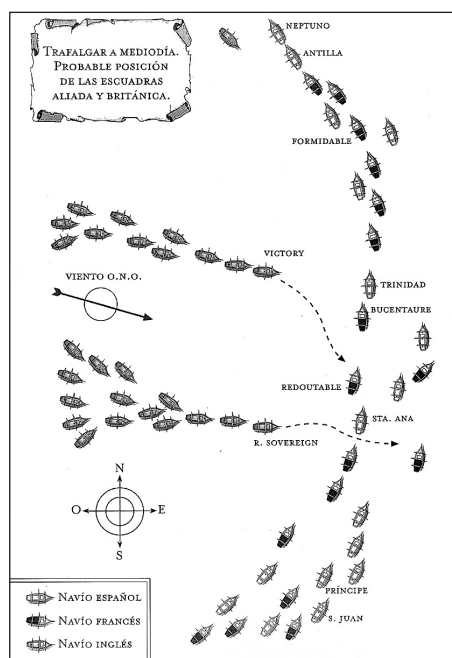 TRAFALGAR A MEDIODÍA.
PROBABLE POSICIÓN
DE LAS ESCUADRAS
ALIADA Y BRITÁNICA.
NEPTUNO
ANTILLA
FORMIDABLE
VICTORY
VIENTO O.N.O.
TRINIDAD
BUCENTAURE
REDOUTABLE
STA. ANA
R. SOVEREIGN
N
O
E
S
PRÍNCIPE
S. JUAN
NAVÍO ESPAÑOL
NAVÍO FRANCÉS
NAVÍO INGLÉS